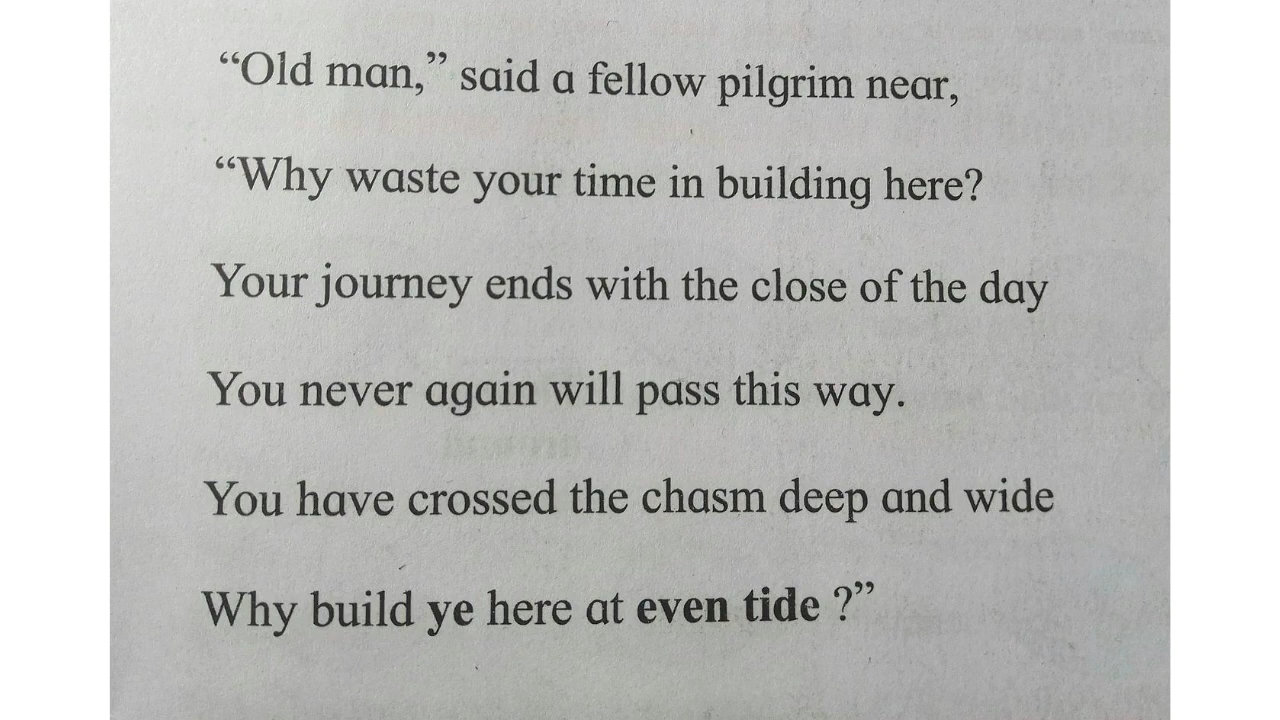 “Old man,” said a fellow pilgrim near,
“Why waste your time in building here?
Your journey ends with the close of the day
You never again will pass this way.
You have crossed the chasm deep and wide
Why build ye here at even tide ?”